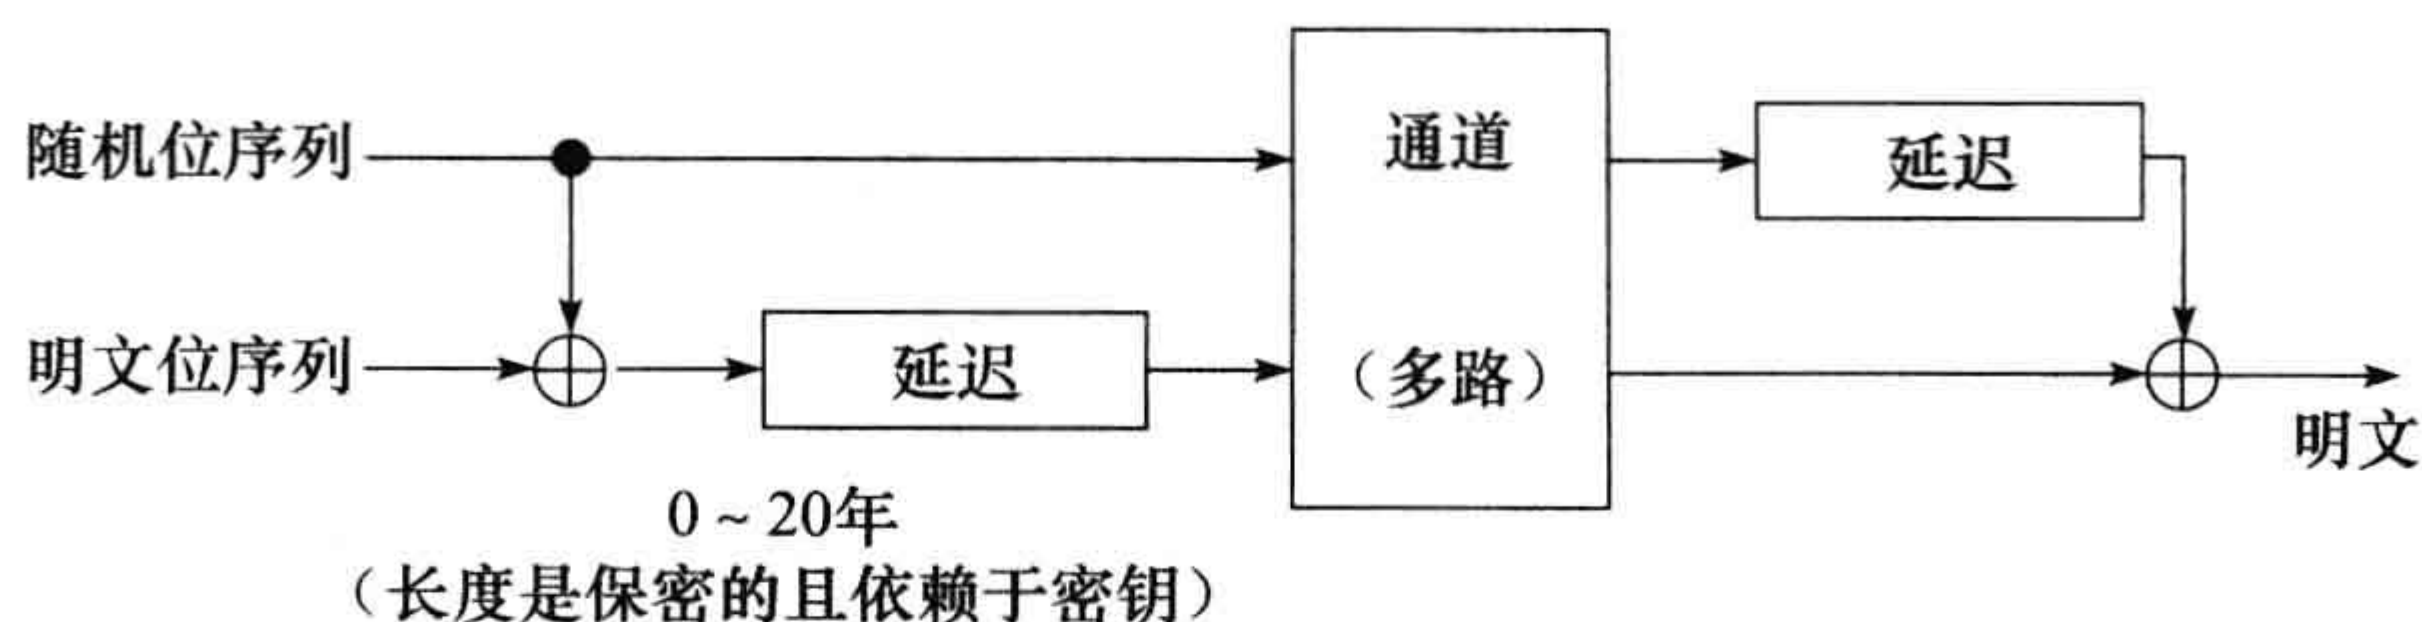 随机位序列
通道
延迟
明文位序列
延迟
（多路）
明文
0 ~ 20年
（长度是保密的且依赖于密钥）